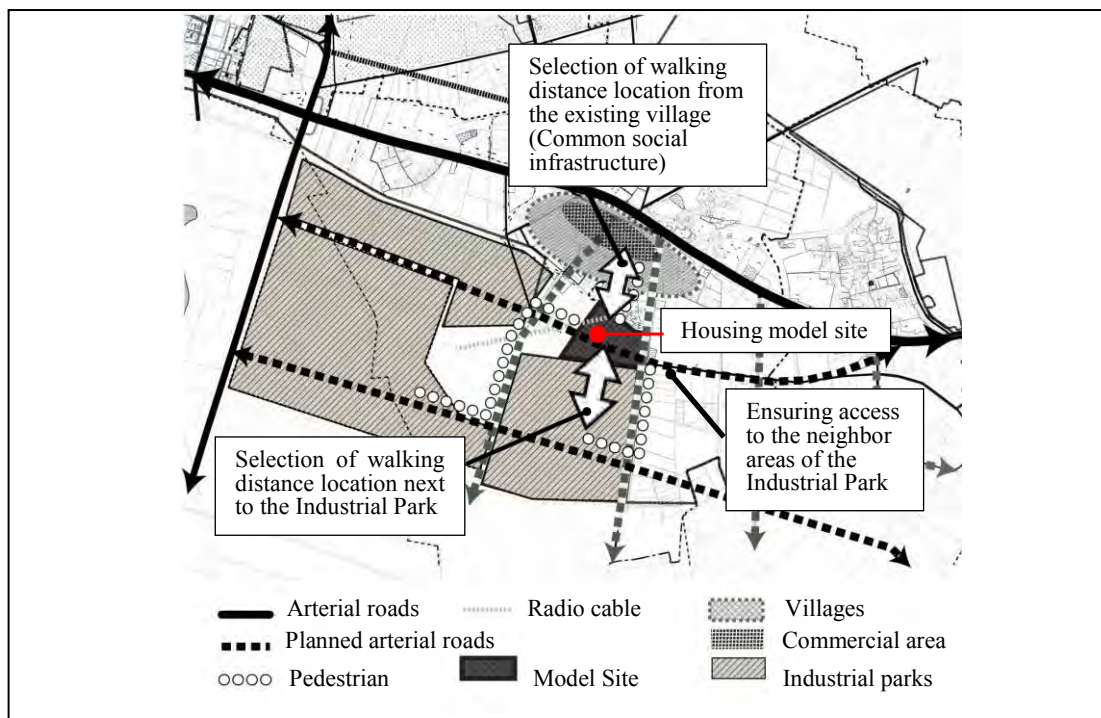 Selection of walking
distance location from
the existing village
(Common social
infrastructure)
Housing model site
Ensuring access
to the neighbor
areas of the
Industrial Park
Selection of walking
distance location next
to the Industrial Park
Arterial roads
Radio cable
Villages
Planned arterial roads
Commercial area
Pedestrian
Model Site
Industrial parks